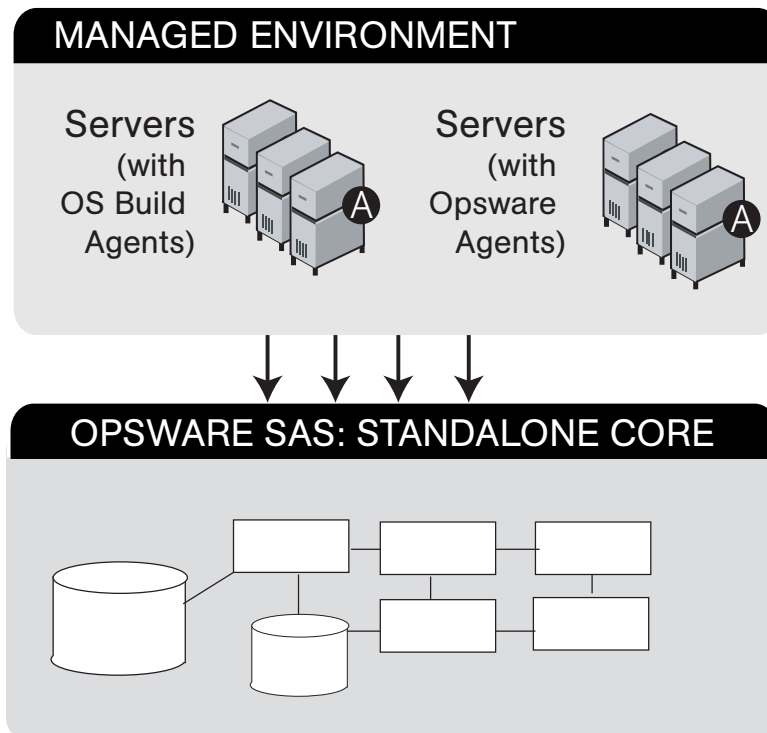 MANAGED ENVIRONMENT
Servers
(with
OS Build
Agents)
A
Servers
(with
Opsware
Agents)
A
OPSWARE SAS: STANDALONE CORE